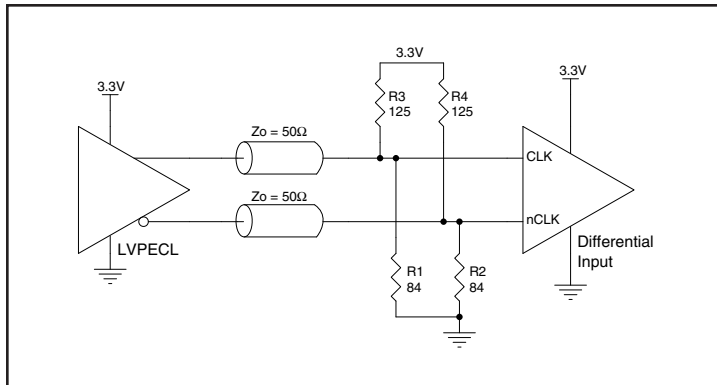 3.3V
3.3V
3.3V
R3
125
R4
125
Zo = 50Ω
CLK
Zo = 50Ω
nCLK
LVPECL
Differential
Input
R1
84
R2
84